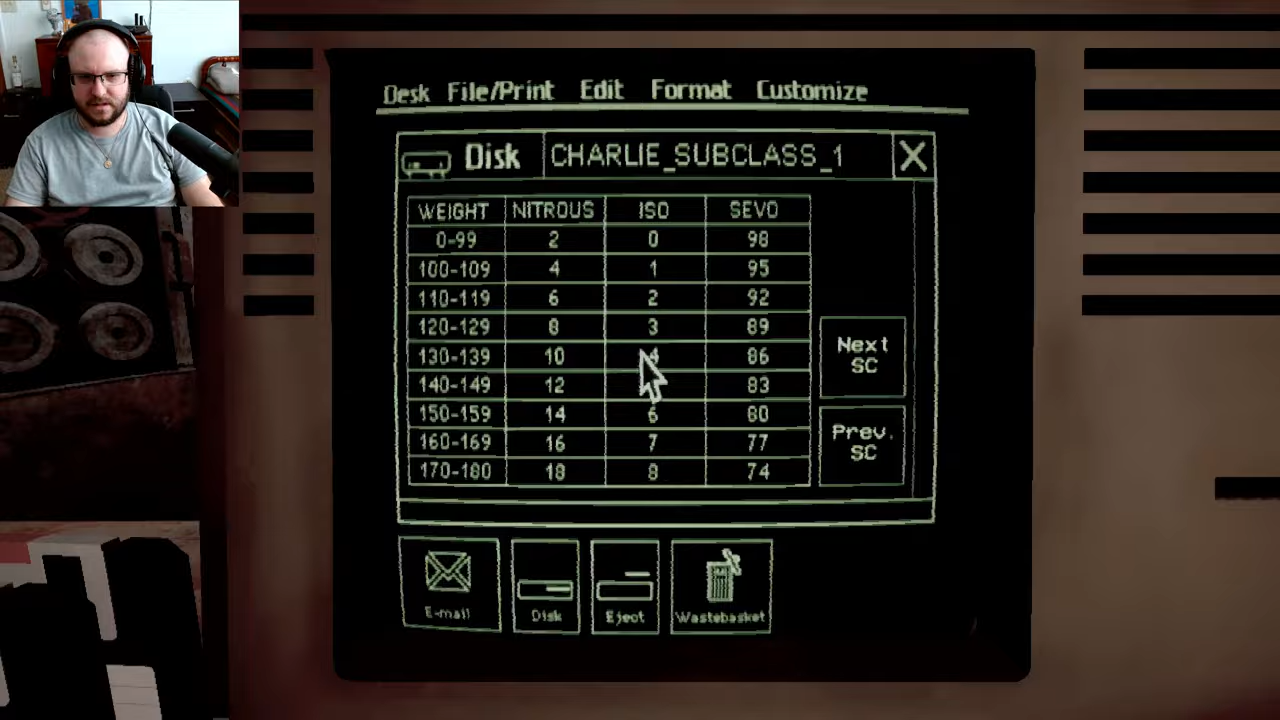 Desk File/Print Edit Format Customize
Disk CHARLIE_SUBCLASS_1 X
WEIGHT NITROUS ISO SEVO
0-99 2 0 98
100-109 4 1 95
110-119 6 2 92
120-129 8 3 89
130-139 10 4 86
140-149 12 83
150-159 14 6 80
160-169 16 7 77
170-180 18 8 74
Next
SC
Prev.
SC
E-mail Disk Eject Wastebasket